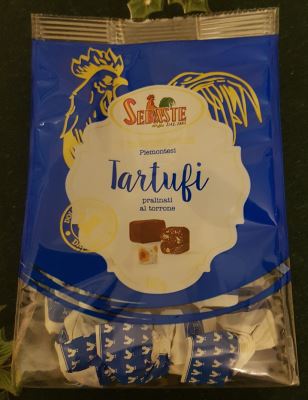 SEBASTE
Piemontesi
Tartufi
pralinati
al torrone